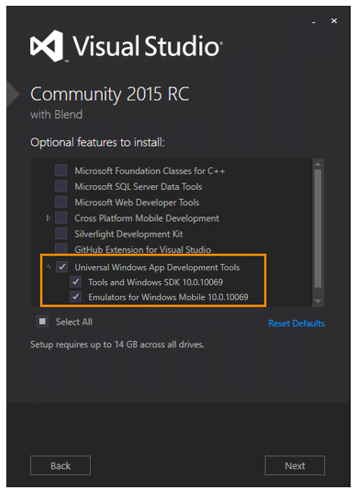 Visual Studio
Community 2015 RC
with Blend
Optional features to install:
Microsoft Foundation Classes for C++
Microsoft SQL Server Data Tools
Microsoft Web Developer Tools
Cross Platform Mobile Development
Silverlight Development Kit
GitHub Extension for Visual Studio
Universal Windows App Development Tools
Tools and Windows SDK 10.0.10069
Emulators for Windows Mobile 10.0.10069
Select All
Reset Defaults
Setup requires up to 14 GB across all drives.
Back
Next